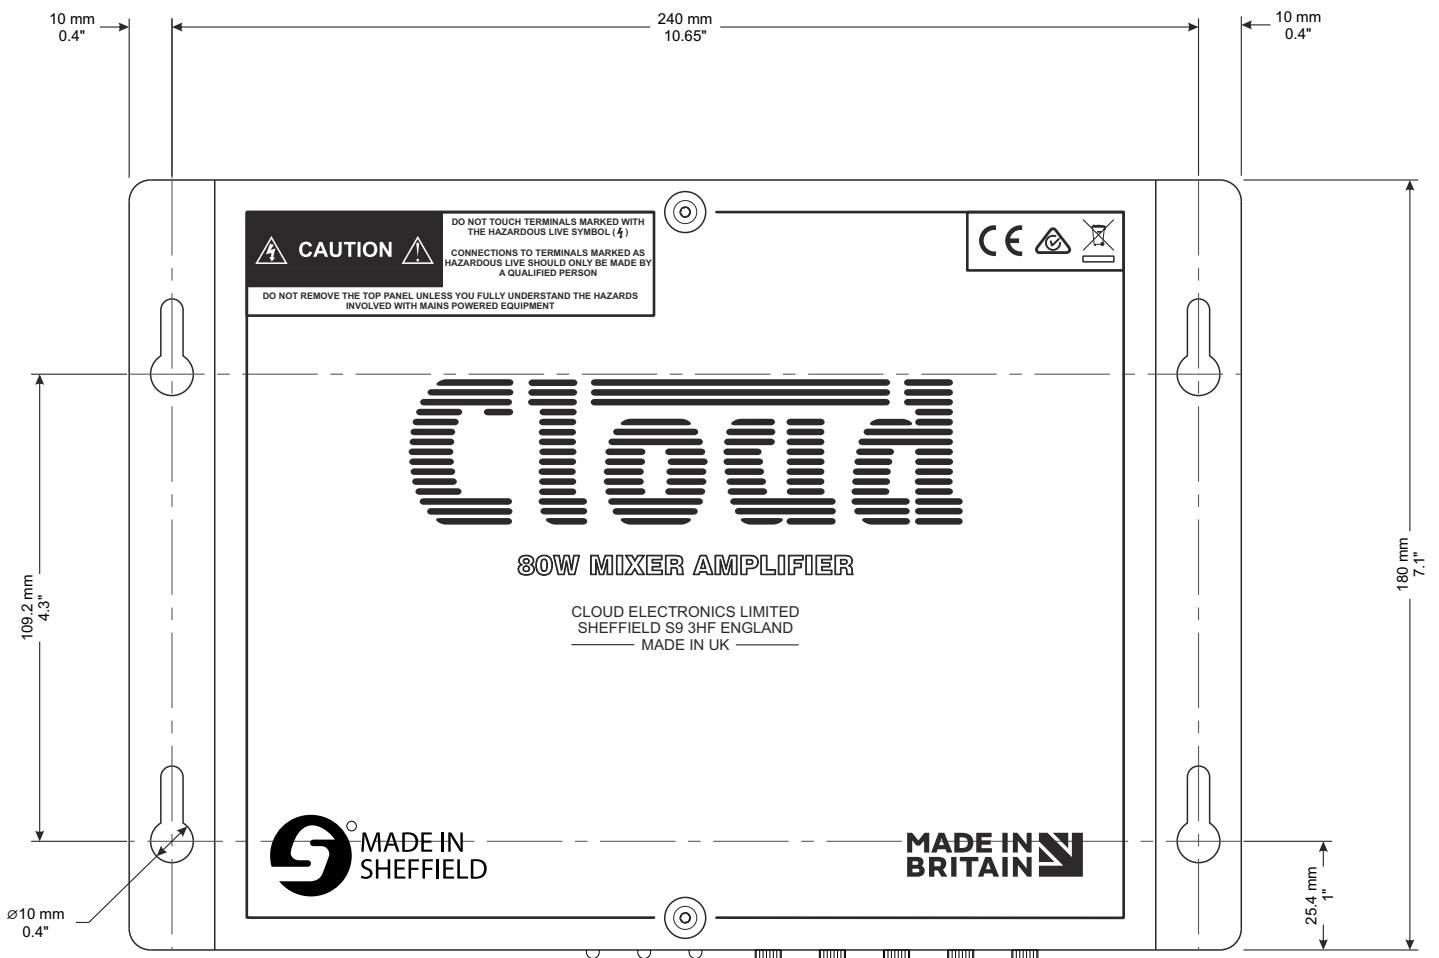 10 mm
0.4"
240 mm
10.65"
10 mm
0.4"
CAUTION
DO NOT TOUCH TERMINALS MARKED WITH
THE HAZARDOUS LIVE SYMBOL ( )
CONNECTIONS TO TERMINALS MARKED AS
HAZARDOUS LIVE SHOULD ONLY BE MADE BY
A QUALIFIED PERSON
DO NOT REMOVE THE TOP PANEL UNLESS YOU FULLY UNDERSTAND THE HAZARDS
INVOLVED WITH MAINS POWERED EQUIPMENT
CE
Cloud
80W MIXER AMPLIFIER
CLOUD ELECTRONICS LIMITED
SHEFFIELD S9 3HF ENGLAND
MADE IN UK
109.2 mm
4.3"
180 mm
7.1"
MADE IN
SHEFFIELD
MADE IN
BRITAIN
25.4 mm
1"
⌀10 mm
0.4"